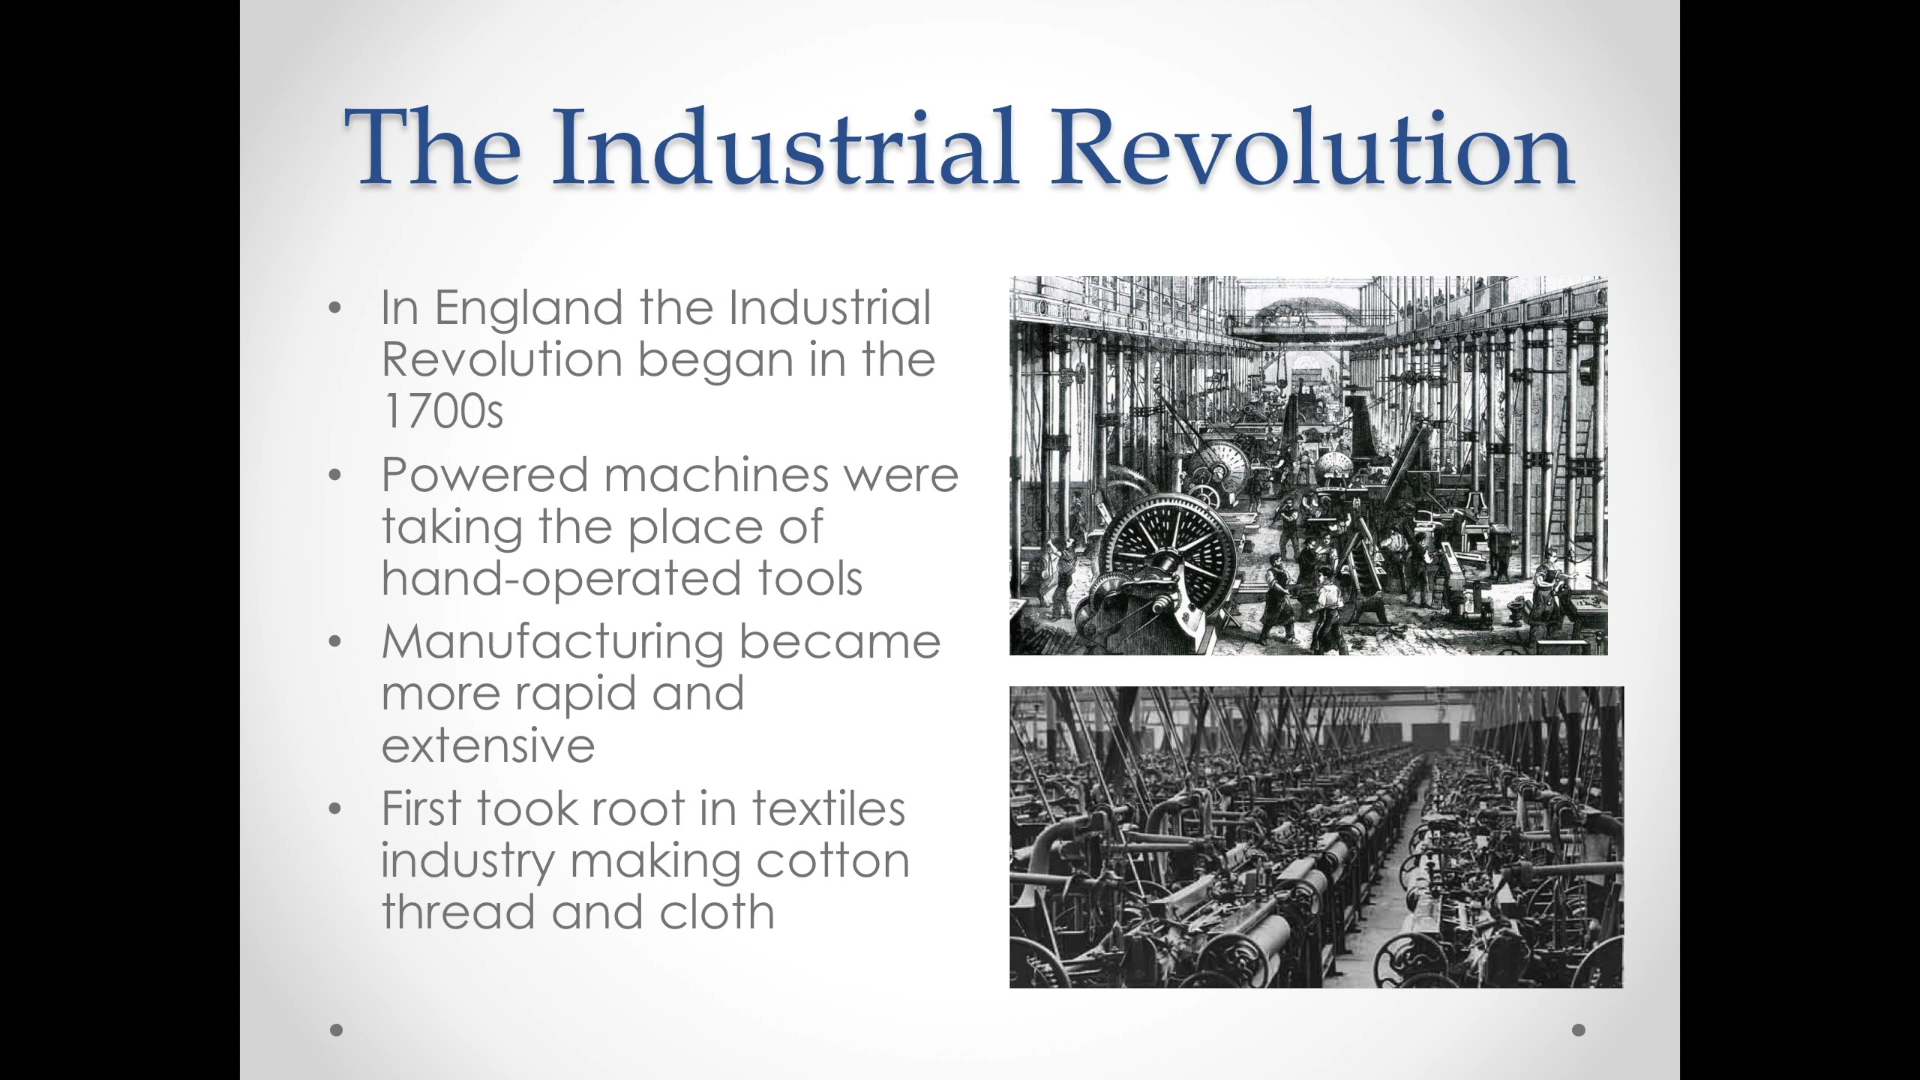 The Industrial Revolution
• In England the Industrial
Revolution began in the
1700s
• Powered machines were
taking the place of
hand-operated tools
• Manufacturing became
more rapid and
extensive
• First took root in textiles
industry making cotton
thread and cloth